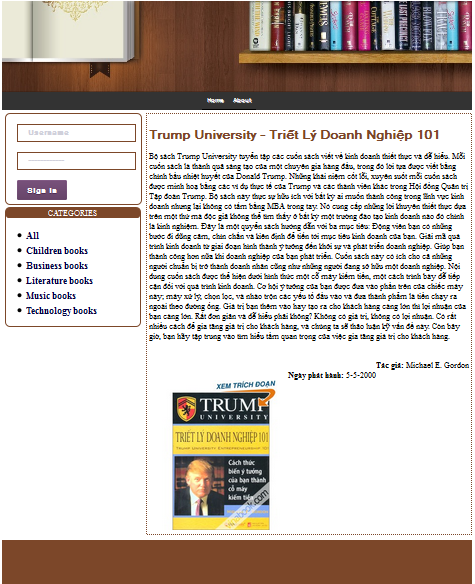 Home About
Username
Sign in
CATEGORIES
All
Children books
Business books
Literature books
Music books
Technology books
Trump University - Triết Lý Doanh Nghiệp 101
Bộ sách Trump University tuyển tập các cuốn sách viết về kinh doanh thiết thực và dễ hiểu. Mỗi
cuốn sách là thành quả sáng tạo của một chuyên gia hàng đầu, trong đó lời tựa được viết bằng
chính bầu nhiệt huyết của Donald Trump. Những khái niệm cốt lõi, xuyên suốt mỗi cuốn sách
được minh hoạ bằng các ví dụ thực tế của Trump và các thành viên khác trong Hội đồng Quản trị
Tập đoàn Trump. Bộ sách này thực sự hữu ích với bất kỳ ai muốn thành công trong lĩnh vực kinh
doanh nhưng lại không có tấm bằng MBA trong tay. Nó cung cấp những lời khuyên thiết thực dựa
trên một thứ mà độc giả không thể tìm thấy ở bất kỳ một trường đào tạo kinh doanh nào đó chính
là kinh nghiệm. Đây là một quyển sách hướng dẫn với ba mục tiêu: Động viên bạn có những
bước đi dũng cảm, chín chắn và kiên định để tiến tới mục tiêu kinh doanh của bạn. Giải mã quá
trình kinh doanh từ giai đoạn hình thành ý tưởng đến khởi sự và phát triển doanh nghiệp. Giúp bạn
thành công hơn nữa khi doanh nghiệp của bạn phát triển. Cuốn sách này có ích cho cả những
người chuẩn bị trở thành doanh nhân cũng như những người đang sở hữu một doanh nghiệp. Nội
dung cuốn sách được thể hiện dưới hình thức một cỗ máy kiếm tiền, một cách trình bày dễ tiếp
cận đối với quá trình kinh doanh. Cơ hội ý tưởng của bạn được đưa vào phần trên của chiếc máy
này; máy xử lý, chọn lọc, và nhào trộn các yếu tố đầu vào và đưa thành phẩm là tiền chạy ra
ngoài theo đường ống. Giá trị bạn thêm vào hay tạo ra cho khách hàng càng lớn thì lợi nhuận của
bạn càng lớn. Rất đơn giản và dễ hiểu phải không? Không có giá trị, không có lợi nhuận. Có rất
nhiều cách để gia tăng giá trị cho khách hàng, và chúng ta sẽ thảo luận kỹ vấn đề này. Còn bây
giờ, bạn hãy tập trung vào tìm hiểu tầm quan trọng của việc gia tăng giá trị cho khách hàng.
Tác giả: Michael E. Gordon
Ngày phát hành: 5-5-2000
XEM TRÍCH ĐOẠN
TRUMP
UNIVERSITY
TRIẾT LÝ DOANH NGHIỆP 101
TRUMP UNIVERSITY ENTREPRENEURSHIP 101
Cách thức
biến ý tưởng
của bạn thành
cỗ máy
kiếm tiền